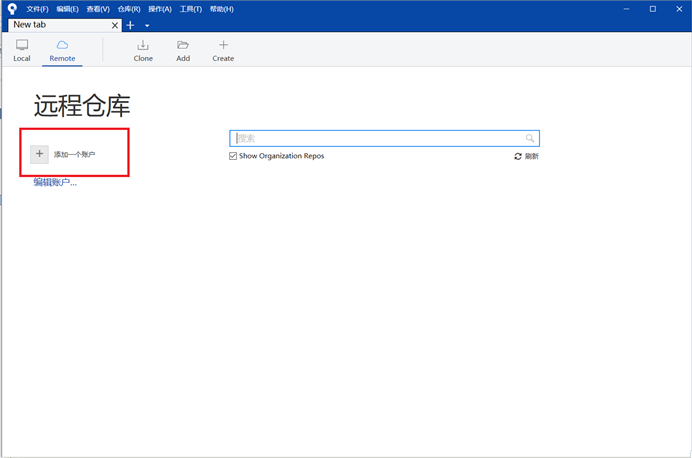 文件(F) 编辑(E) 查看(V) 仓库(R) 操作(A) 工具(T) 帮助(H)
New tab
Local Remote Clone Add Create
远程仓库
搜索
添加一个账户
Show Organization Repos 刷新
编辑账户...